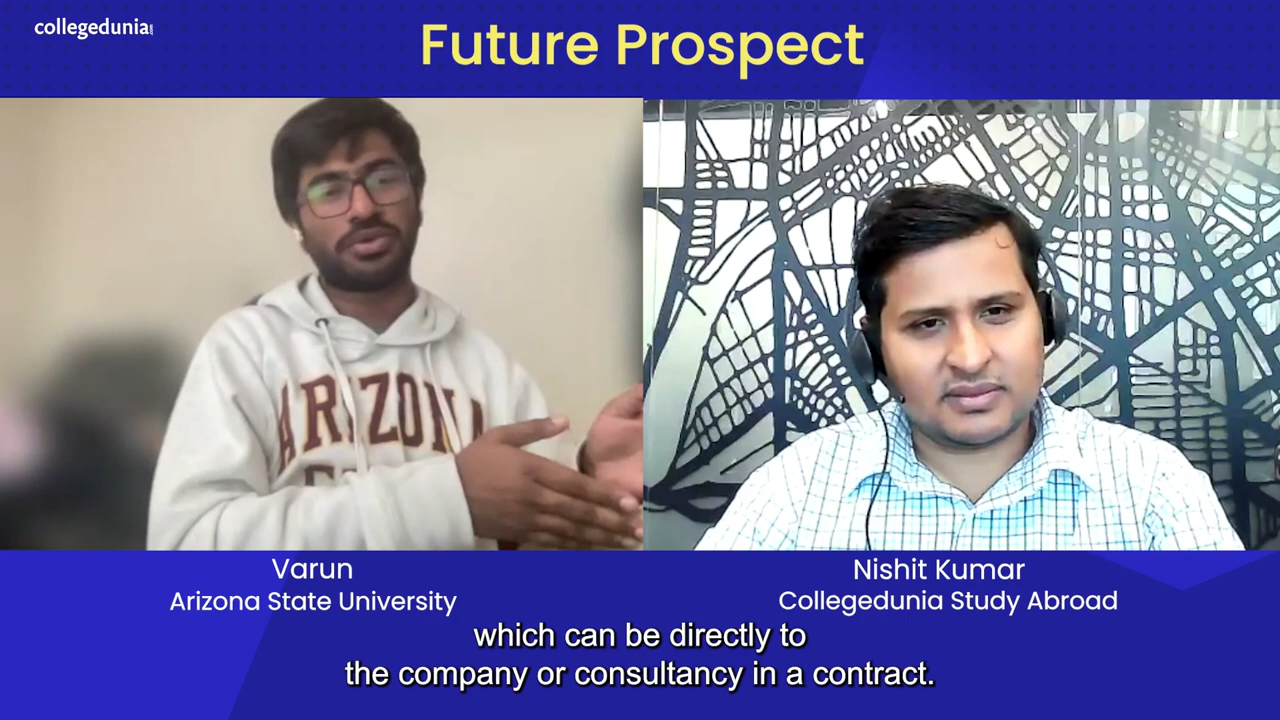 collegedunia
Future Prospect
ARIZONA
Varun
Arizona State University
Nishit Kumar
Collegedunia Study Abroad
which can be directly to
the company or consultancy in a contract.